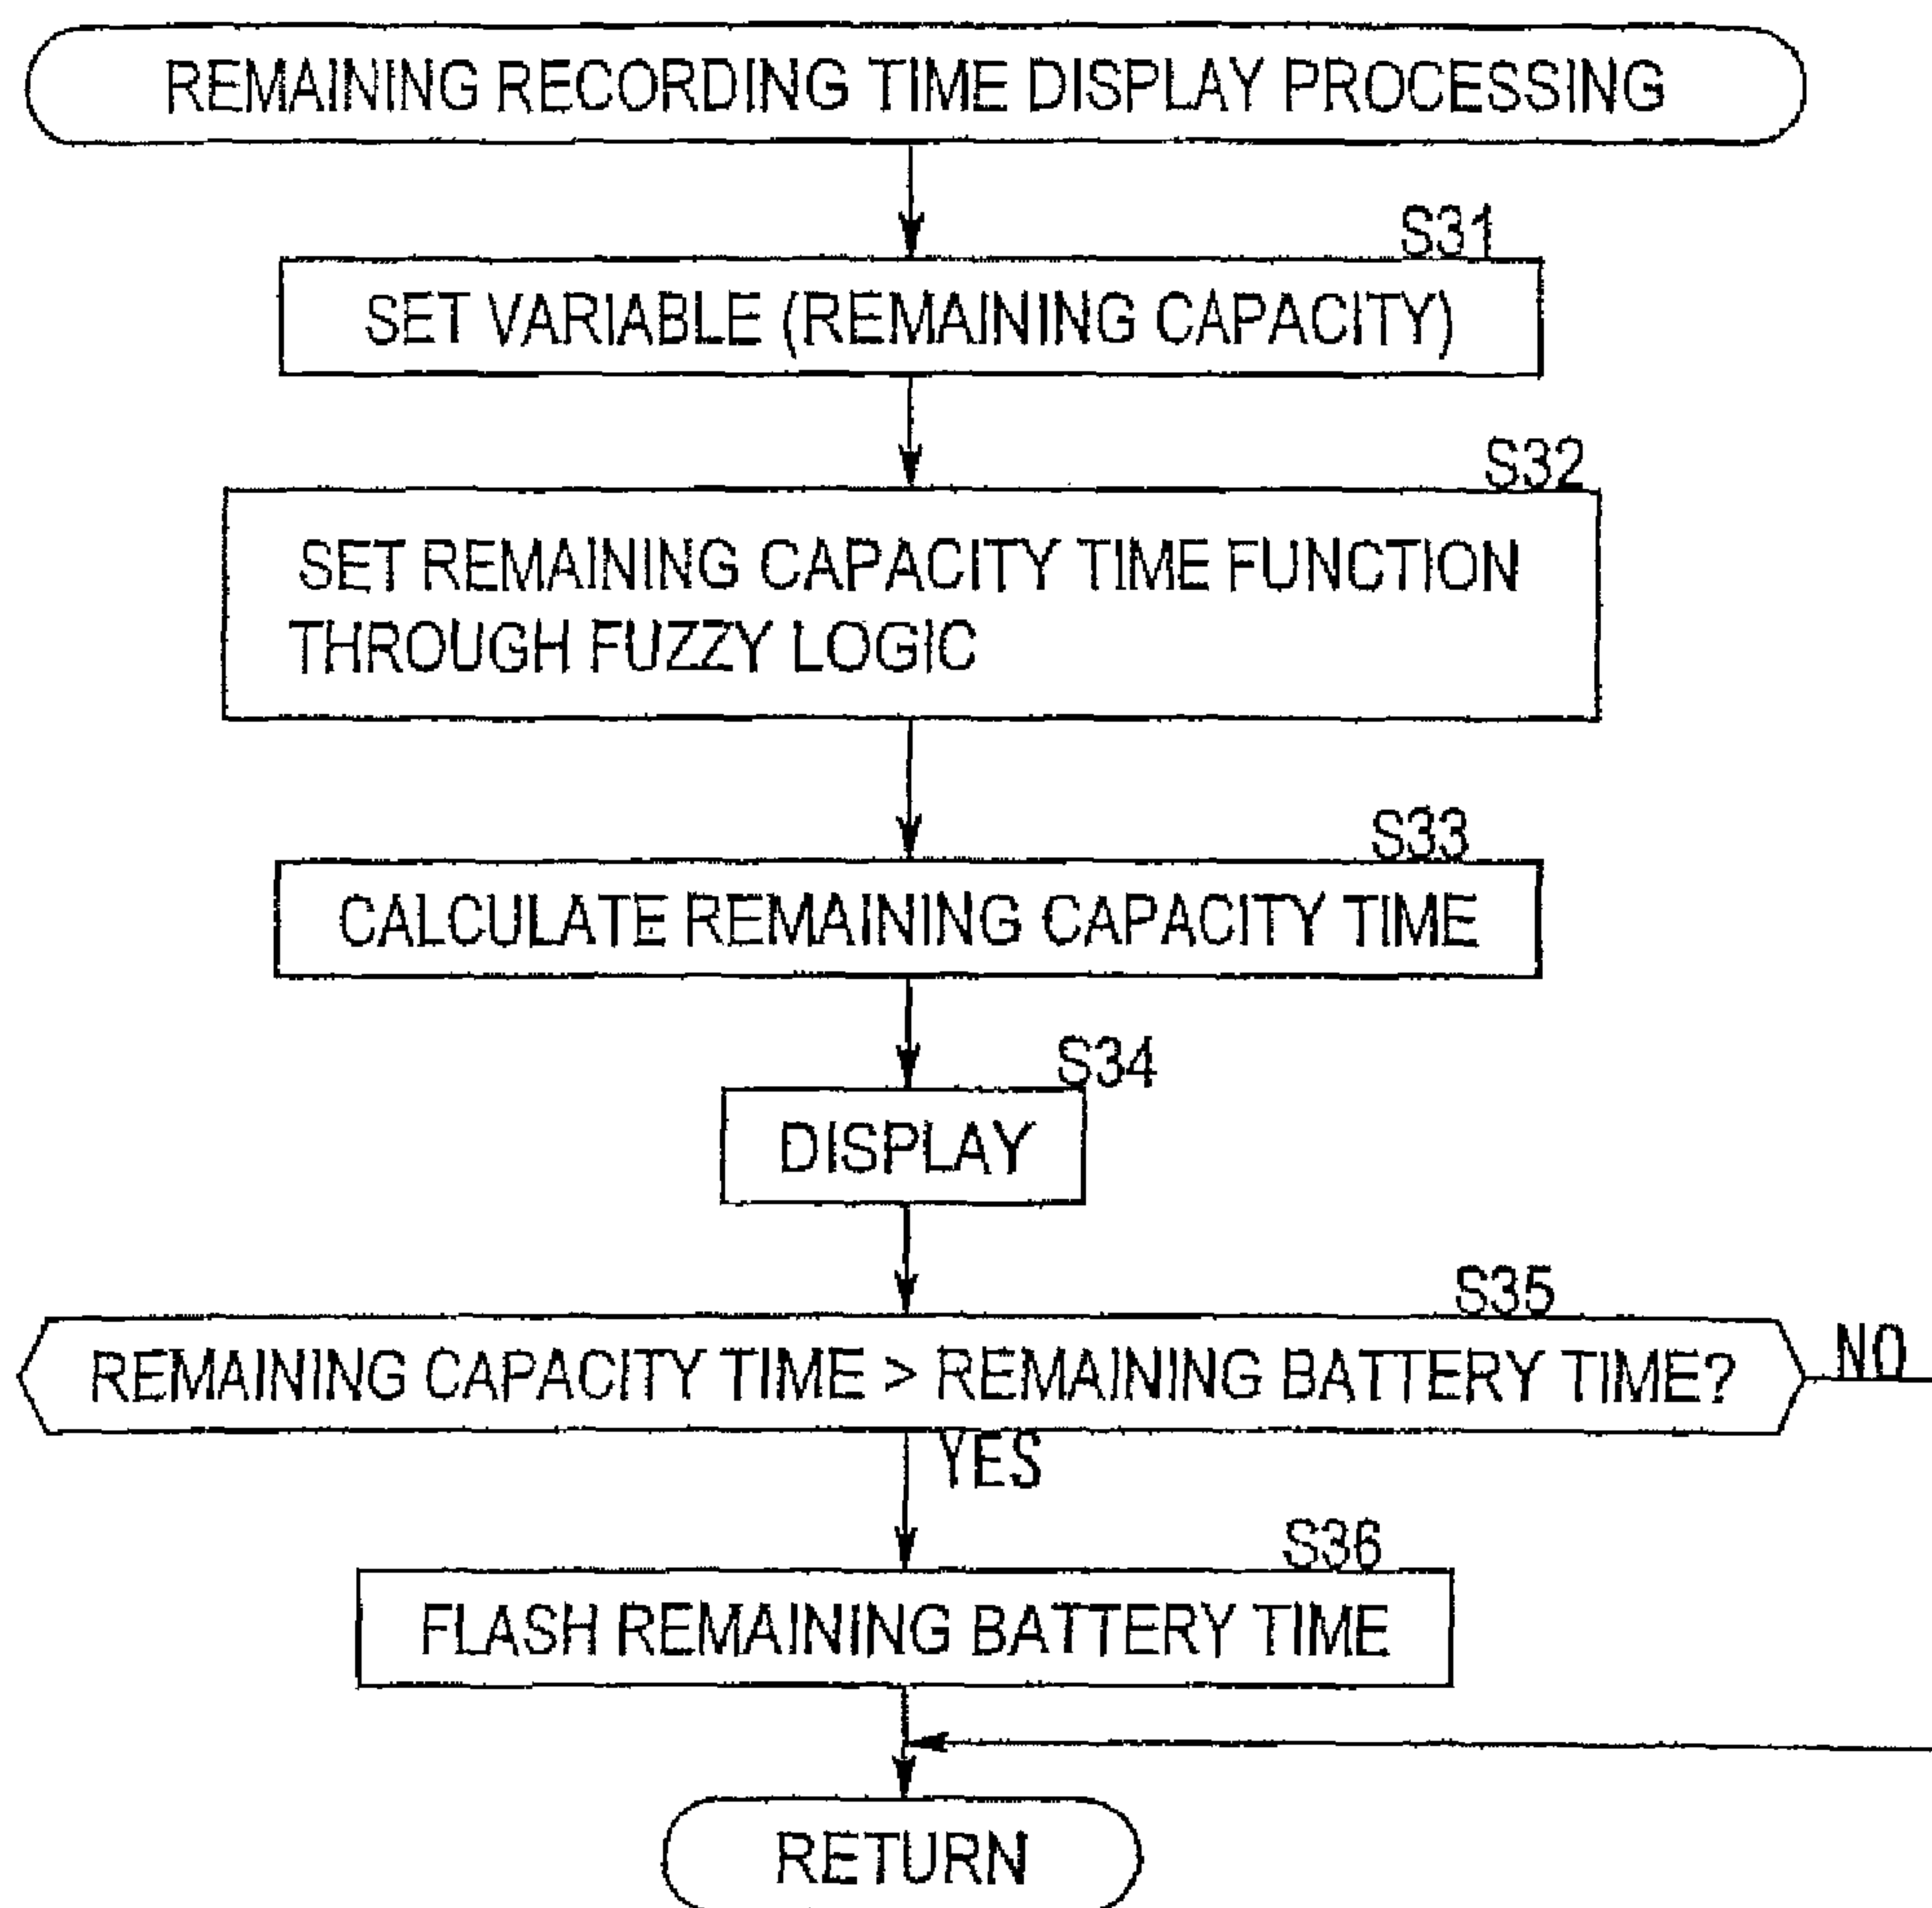 REMAINING RECORDING TIME DISPLAY PROCESSING
S31
SET VARIABLE (REMAINING CAPACITY)
S32
SET REMAINING CAPACITY TIME FUNCTION
THROUGH FUZZY LOGIC
S33
CALCULATE REMAINING CAPACITY TIME
S34
DISPLAY
S35
REMAINING CAPACITY TIME > REMAINING BATTERY TIME?
NO
YES
S36
FLASH REMAINING BATTERY TIME
RETURN